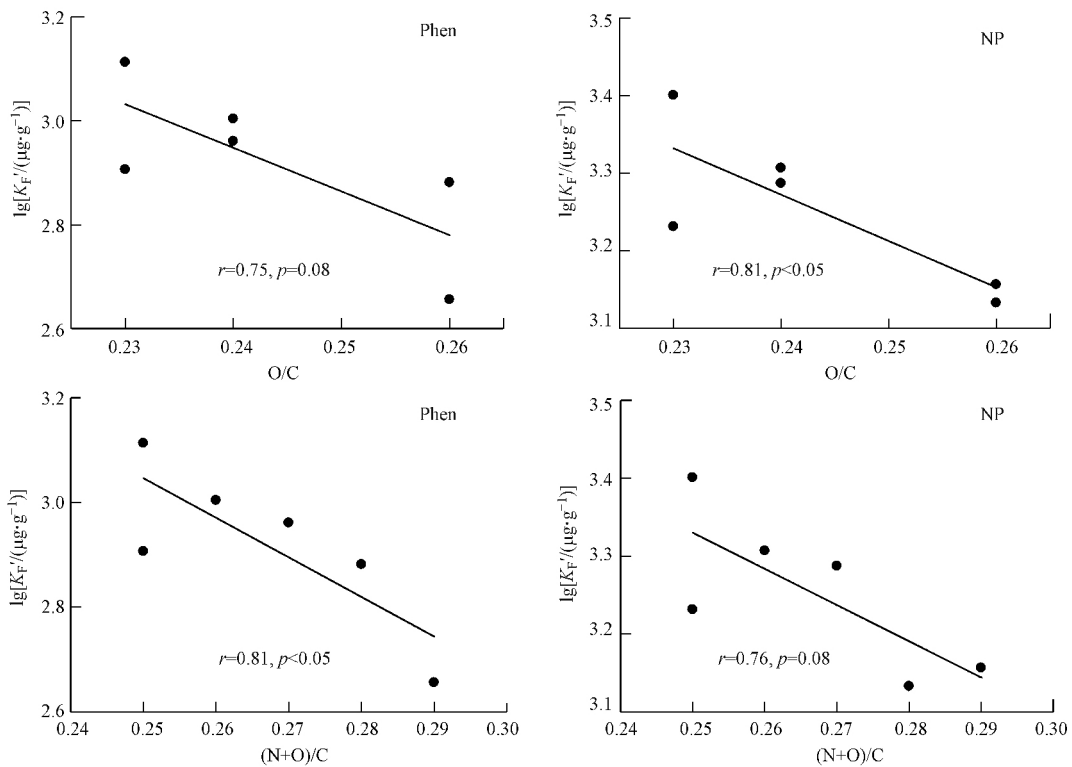 Phen
lg[K_F′/(μg·g⁻¹)]
3.2
3.0
2.8
2.6
r=0.75, p=0.08
0.23
0.24
0.25
0.26
O/C
NP
lg[K_F′/(μg·g⁻¹)]
3.5
3.4
3.3
3.2
3.1
r=0.81, p<0.05
0.23
0.24
0.25
0.26
O/C
Phen
lg[K_F′/(μg·g⁻¹)]
3.2
3.0
2.8
2.6
r=0.81, p<0.05
0.24
0.25
0.26
0.27
0.28
0.29
0.30
(N+O)/C
NP
lg[K_F′/(μg·g⁻¹)]
3.5
3.4
3.3
3.2
3.1
r=0.76, p=0.08
0.24
0.25
0.26
0.27
0.28
0.29
0.30
(N+O)/C